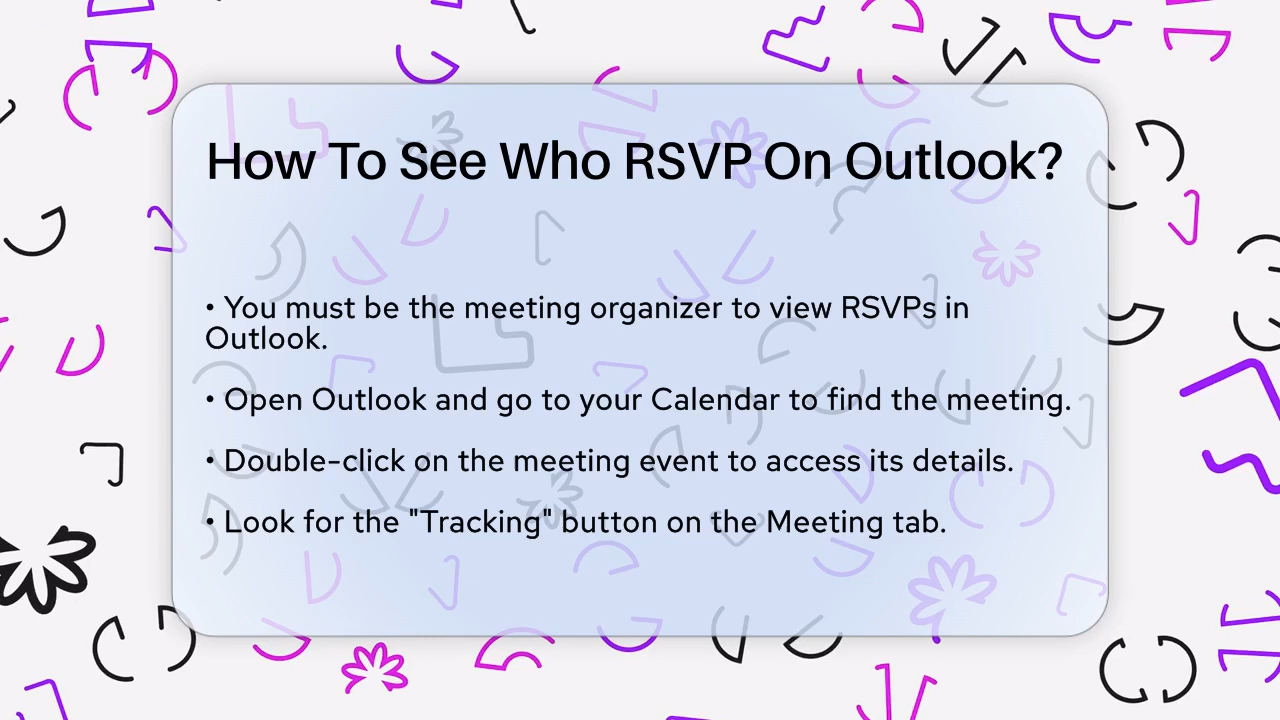 How To See Who RSVP On Outlook?
• You must be the meeting organizer to view RSVPs in
Outlook.
• Open Outlook and go to your Calendar to find the meeting.
• Double-click on the meeting event to access its details.
• Look for the "Tracking" button on the Meeting tab.